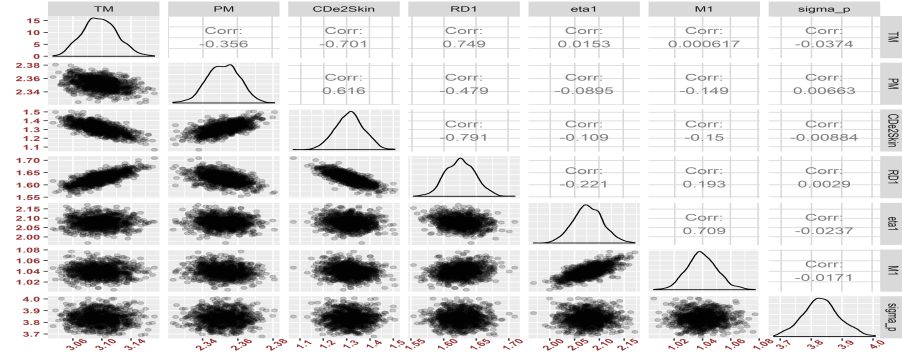 TM PM CDe2Skin RD1 eta1 M1 sigma_p
15
10
5
0
Corr:
-0.356
Corr:
-0.701
Corr:
0.749
Corr:
0.0153
Corr:
0.000617
Corr:
-0.0374
TM
2.38
2.36
2.34
Corr:
0.616
Corr:
-0.479
Corr:
-0.0895
Corr:
-0.149
Corr:
0.00663
PM
1.5
1.4
1.3
1.2
1.1
Corr:
-0.791
Corr:
-0.109
Corr:
-0.15
Corr:
-0.00884
CDe2Skin
1.70
1.65
1.60
1.55
Corr:
-0.221
Corr:
0.193
Corr:
0.0029
RD1
2.15
2.10
2.05
2.00
Corr:
0.709
Corr:
-0.0237
eta1
1.08
1.06
1.04
1.02
Corr:
-0.0171
M1
4.0
3.9
3.8
3.7
sigma_p
3.06 3.10 3.14
2.34 2.36 2.38
1.1 1.2 1.3 1.4 1.5
1.55 1.60 1.65 1.70
2.00 2.05 2.10 2.15
1.02 1.04 1.06 1.08
3.7 3.8 3.9 4.0